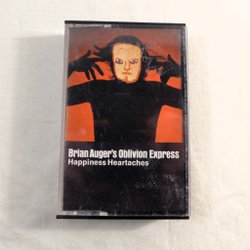 Brian Auger's Oblivion Express
Happiness Heartaches